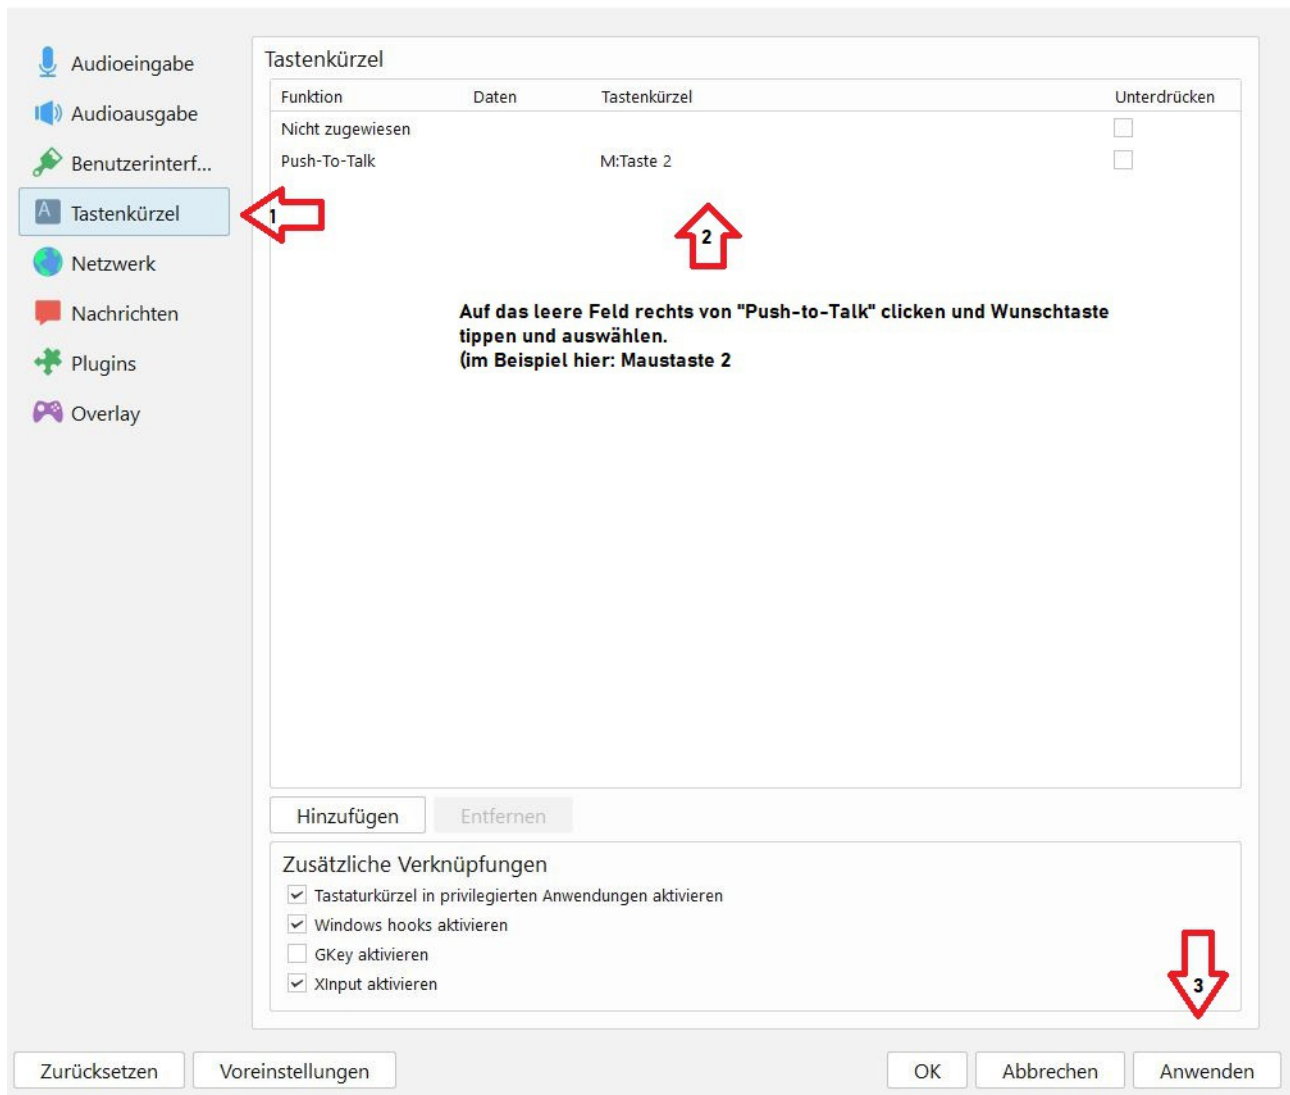 Audioeingabe
Audioausgabe
Benutzerinterf...
Tastenkürzel
Netzwerk
Nachrichten
Plugins
Overlay
Tastenkürzel
Funktion Daten Tastenkürzel Unterdrücken
Nicht zugewiesen
Push-To-Talk M:Taste 2
1
2
Auf das leere Feld rechts von "Push-to-Talk" clicken und Wunschtaste
tippen und auswählen.
(im Beispiel hier: Maustaste 2
Hinzufügen Entfernen
Zusätzliche Verknüpfungen
Tastaturkürzel in privilegierten Anwendungen aktivieren
Windows hooks aktivieren
GKey aktivieren
XInput aktivieren
3
Zurücksetzen Voreinstellungen OK Abbrechen Anwenden